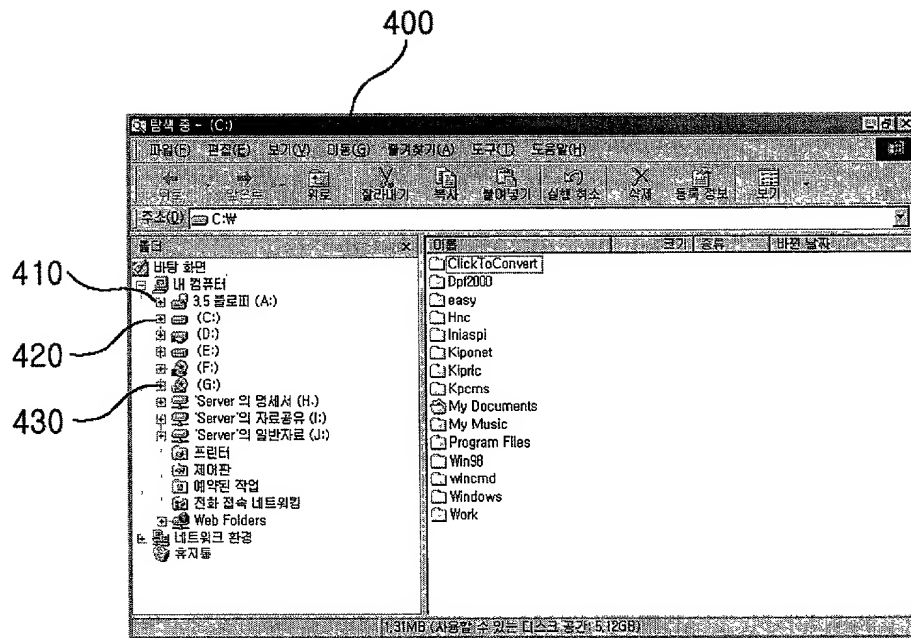 400
탐색 중 - (C:)
파일(F) 편집(E) 보기(V) 이동(G) 즐겨찾기(A) 도구(T) 도움말(H)
뒤로 앞으로 위로 잘라내기 복사 붙여넣기 실행 취소 삭제 등록 정보 보기
주소(D) C:₩
폴더
이름 크기 종류 바뀐 날짜
바탕 화면
내 컴퓨터
410
3.5 플로피 (A:)
420
(C:)
(D:)
(E:)
(F:)
430
(G:)
'Server'의 명세서 (H:)
'Server'의 자료공유 (I:)
'Server'의 일반자료 (J:)
프린터
제어판
예약된 작업
전화 접속 네트워킹
Web Folders
네트워크 환경
휴지통
ClickToConvert
Dpf2000
easy
Hnc
Iniaspi
Kiponet
Kipric
Kpcms
My Documents
My Music
Program Files
Win98
wincmd
Windows
Work
1.31MB (사용할 수 있는 디스크 공간: 5.12GB)